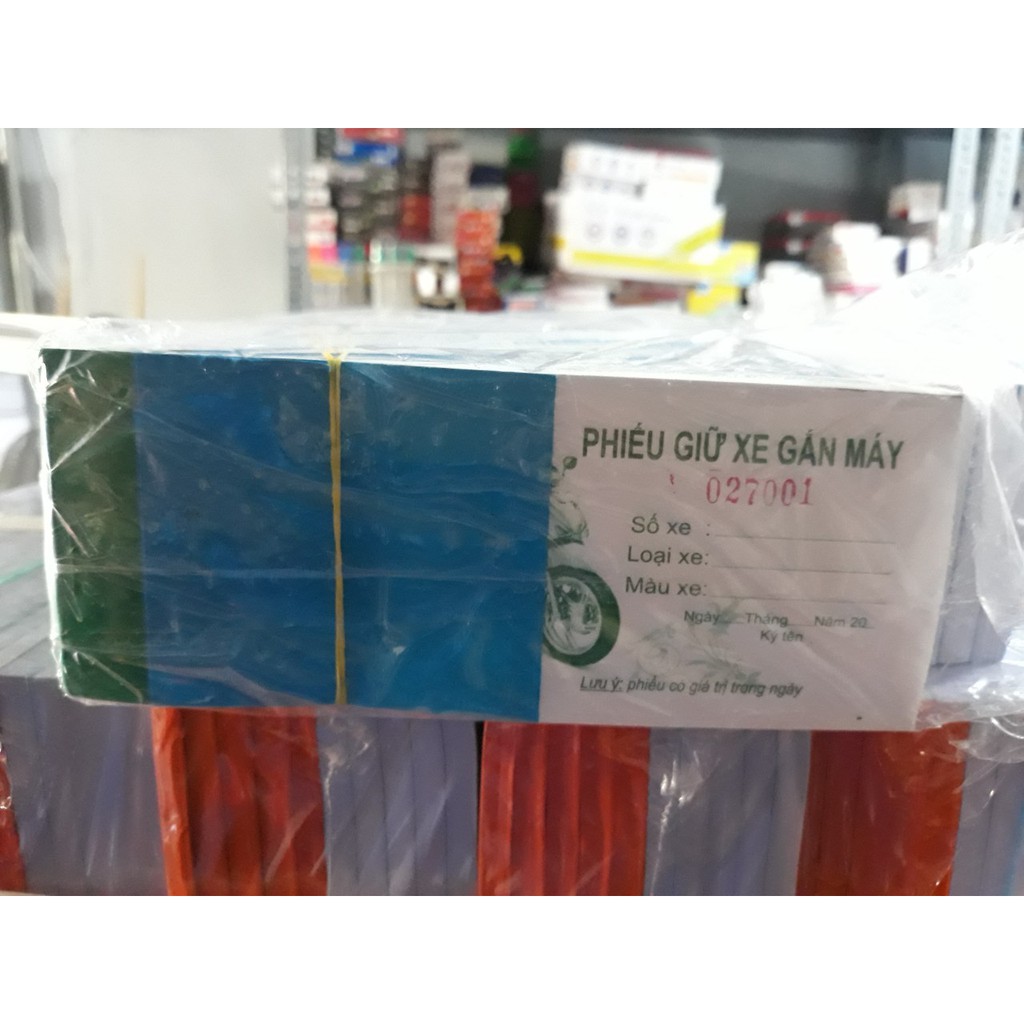 PHIẾU GIỮ XE GẮN MÁY
027001
Số xe :
Loại xe:
Màu xe:
Ngày Tháng Năm 20
Ký tên
Lưu ý: phiếu có giá trị trong ngày